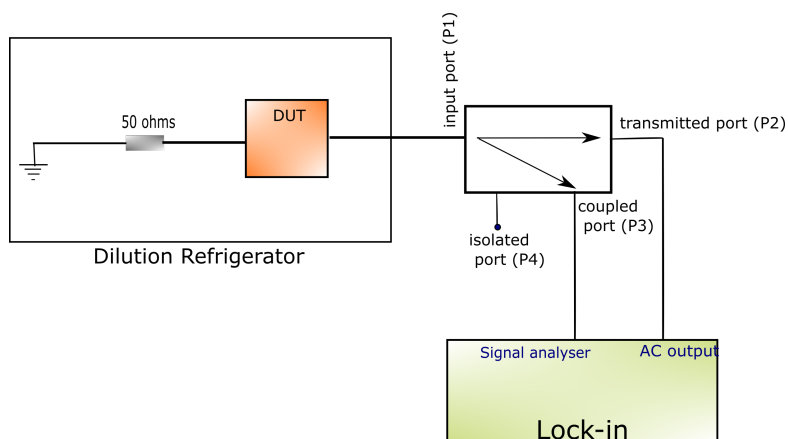 input port (P1)
50 ohms
DUT
transmitted port (P2)
coupled
port (P3)
isolated
port (P4)
Dilution Refrigerator
Signal analyser
AC output
Lock-in